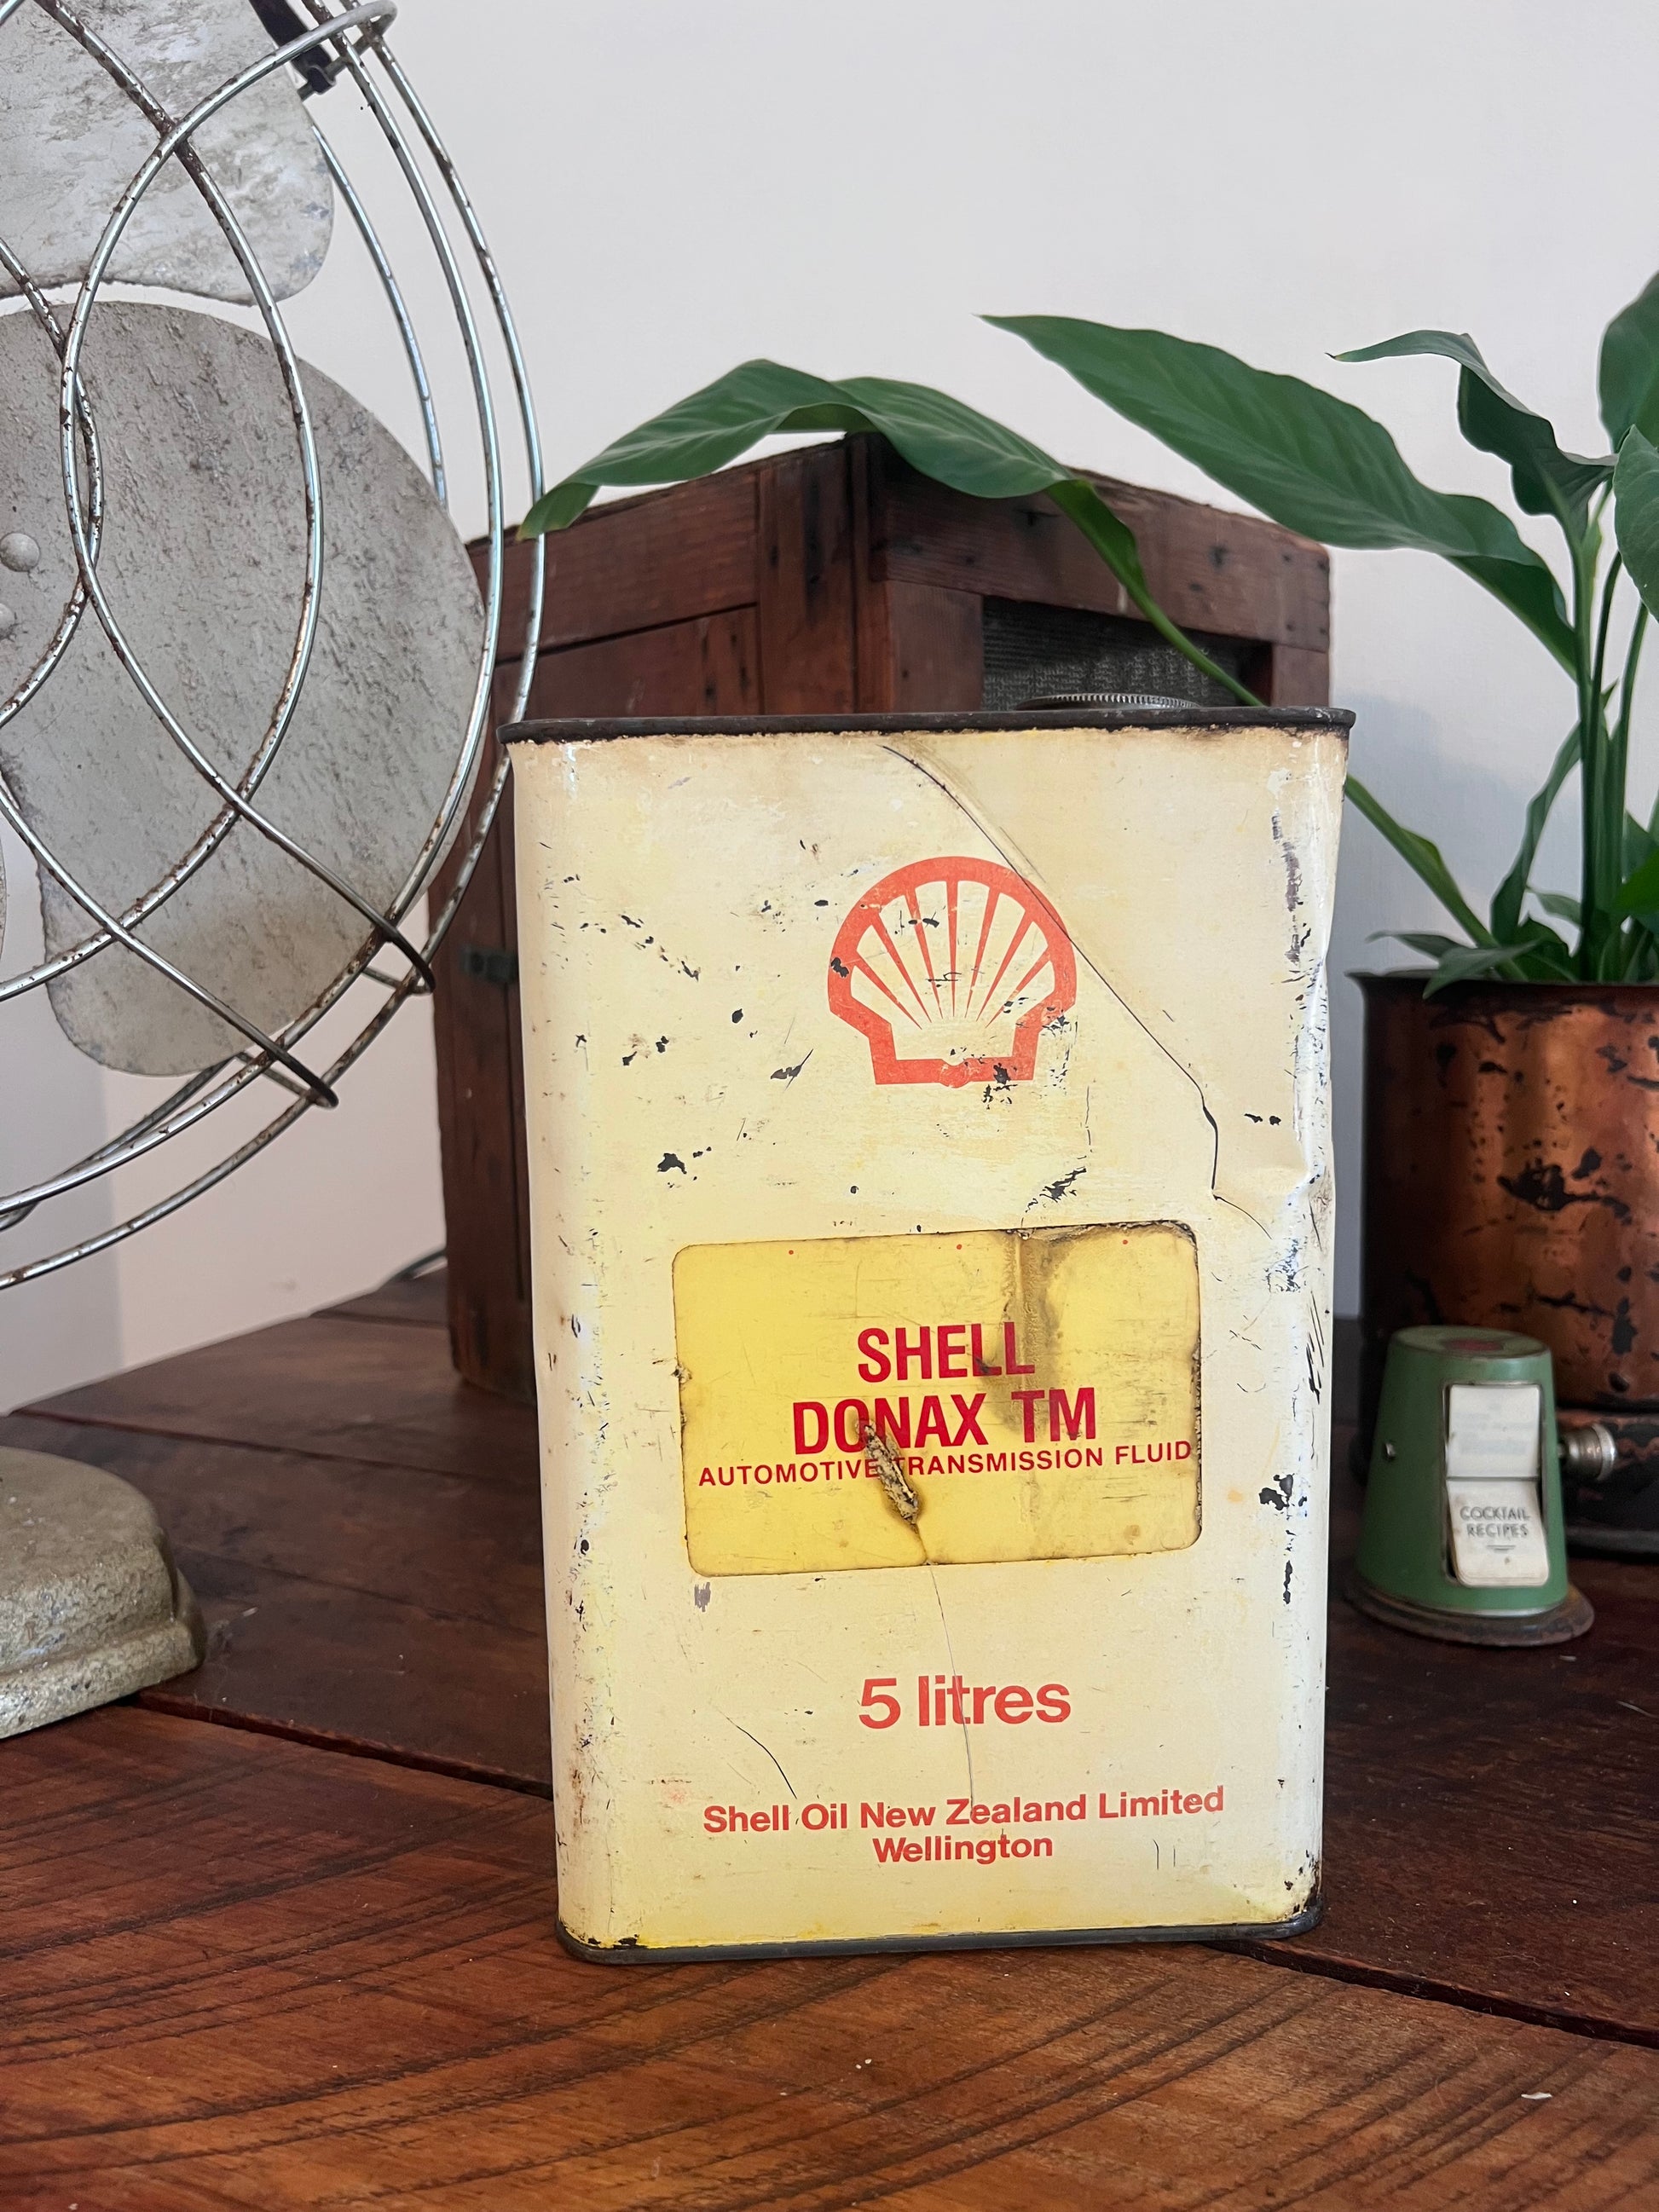 SHELL
DONAX TM
AUTOMOTIVE TRANSMISSION FLUID
5 litres
Shell Oil New Zealand Limited
Wellington
COCKTAIL
RECIPES